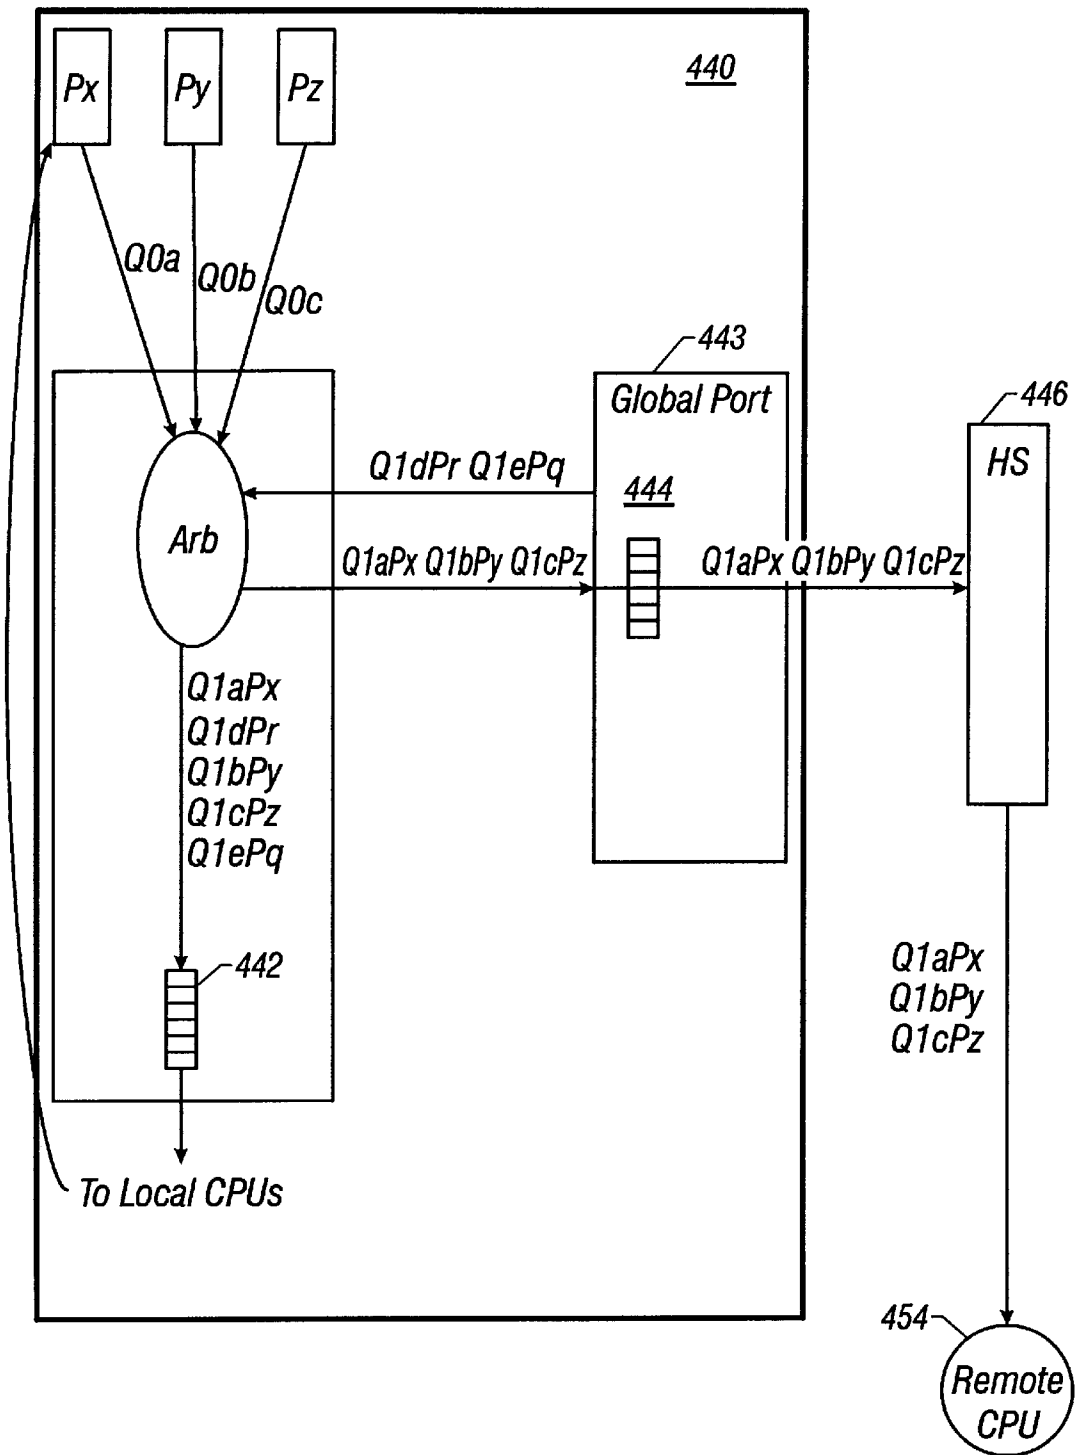 Px
Py
Pz
440
Q0a
Q0b
Q0c
443
Global Port
446
HS
Q1dPr Q1ePq
444
Arb
Q1aPx Q1bPy Q1cPz
Q1aPx Q1bPy Q1cPz
Q1aPx
Q1dPr
Q1bPy
Q1cPz
Q1ePq
442
Q1aPx
Q1bPy
Q1cPz
To Local CPUs
454
Remote
CPU